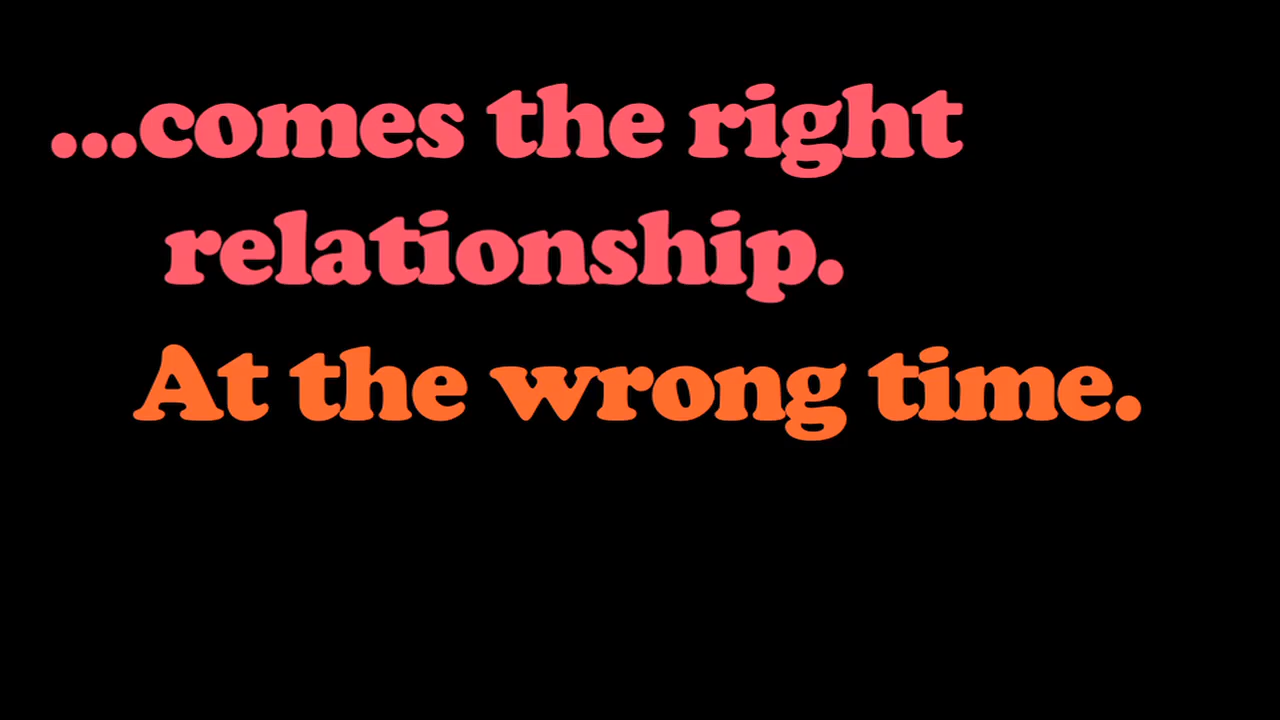 ...comes the right
relationship.
At the wrong time.